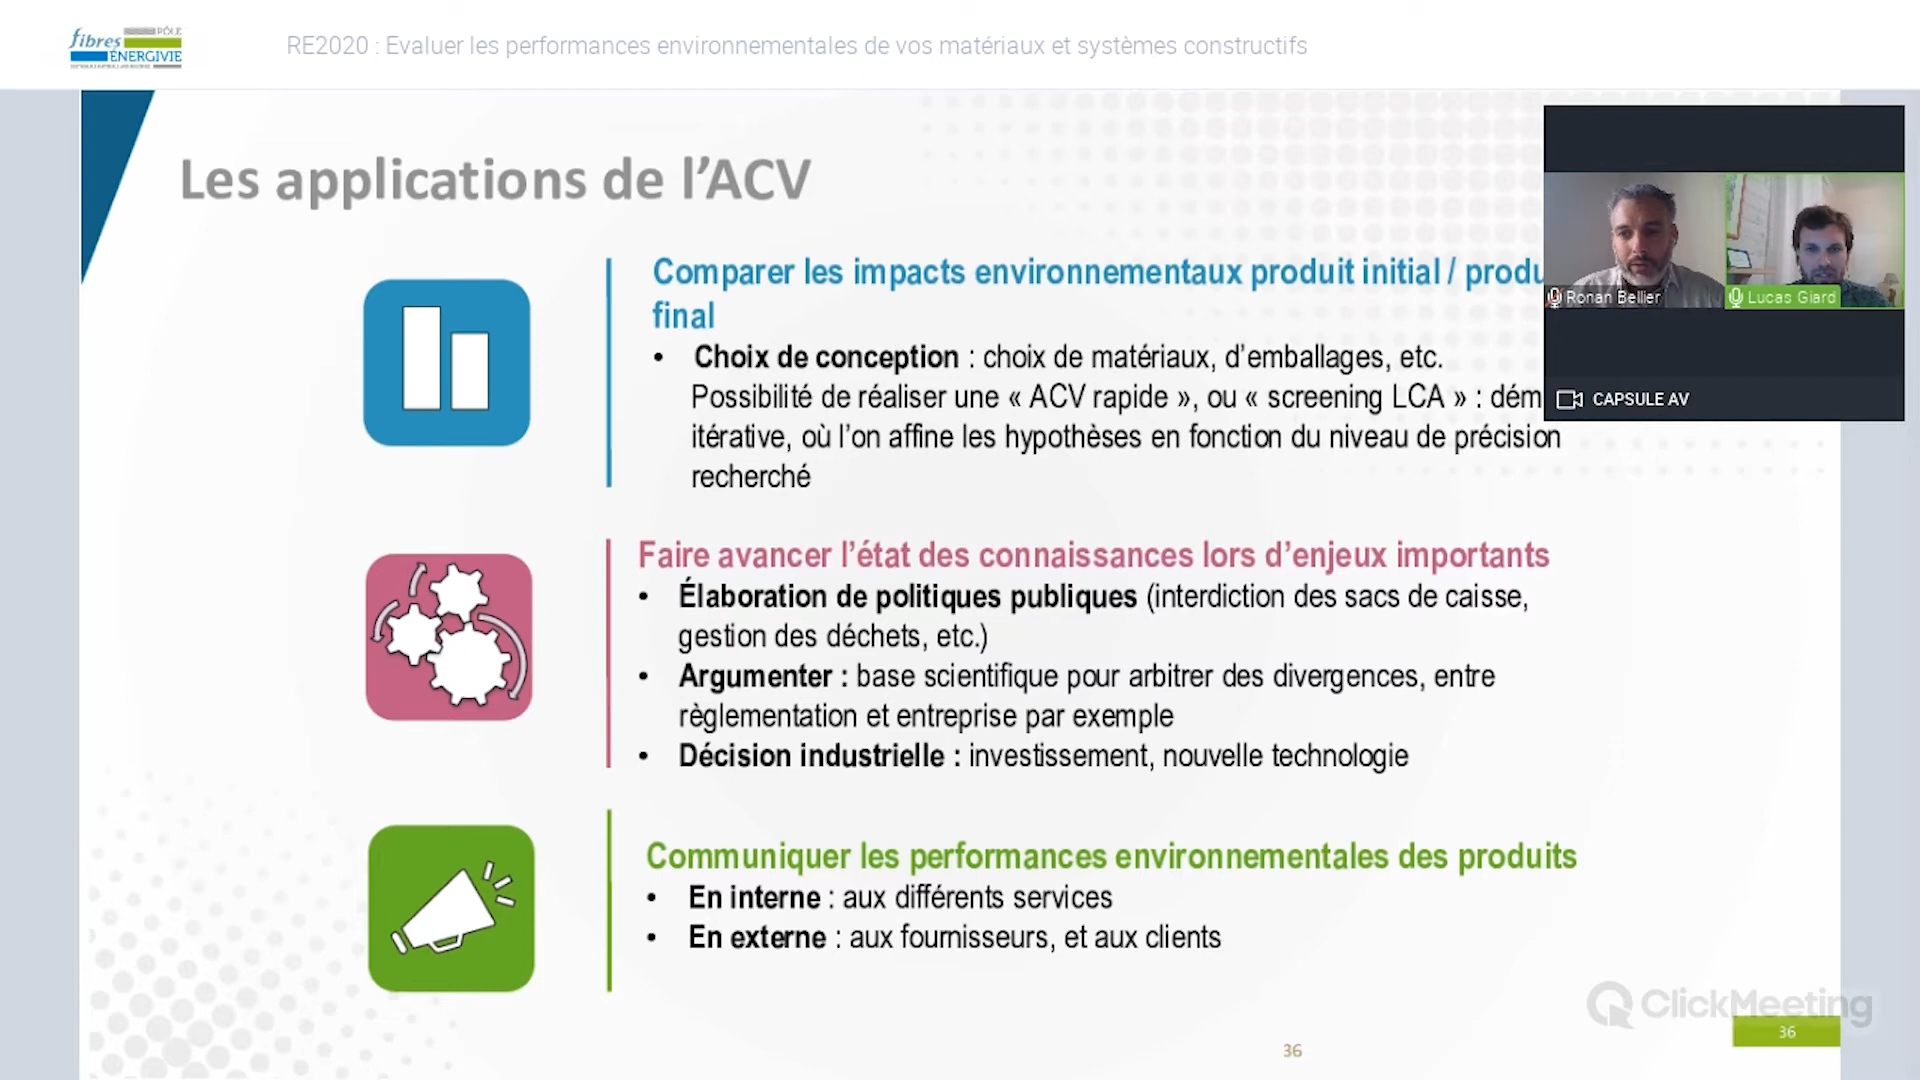 fibres PÔLE
ÉNERGIVIE
RE2020 : Evaluer les performances environnementales de vos matériaux et systèmes constructifs
Les applications de l’ACV
Comparer les impacts environnementaux produit initial /
final
• Choix de conception : choix de matériaux, d’emballages, etc.
Possibilité de réaliser une « ACV rapide », ou « screening LCA » :
itérative, où l’on affine les hypothèses en fonction du niveau de précision
recherché
Ronan Bellier
Lucas Giard
CAPSULE AV
Faire avancer l’état des connaissances lors d’enjeux importants
• Élaboration de politiques publiques (interdiction des sacs de caisse,
gestion des déchets, etc.)
• Argumenter : base scientifique pour arbitrer des divergences, entre
règlementation et entreprise par exemple
• Décision industrielle : investissement, nouvelle technologie
Communiquer les performances environnementales des produits
• En interne : aux différents services
• En externe : aux fournisseurs, et aux clients
ClickMeeting
36
36